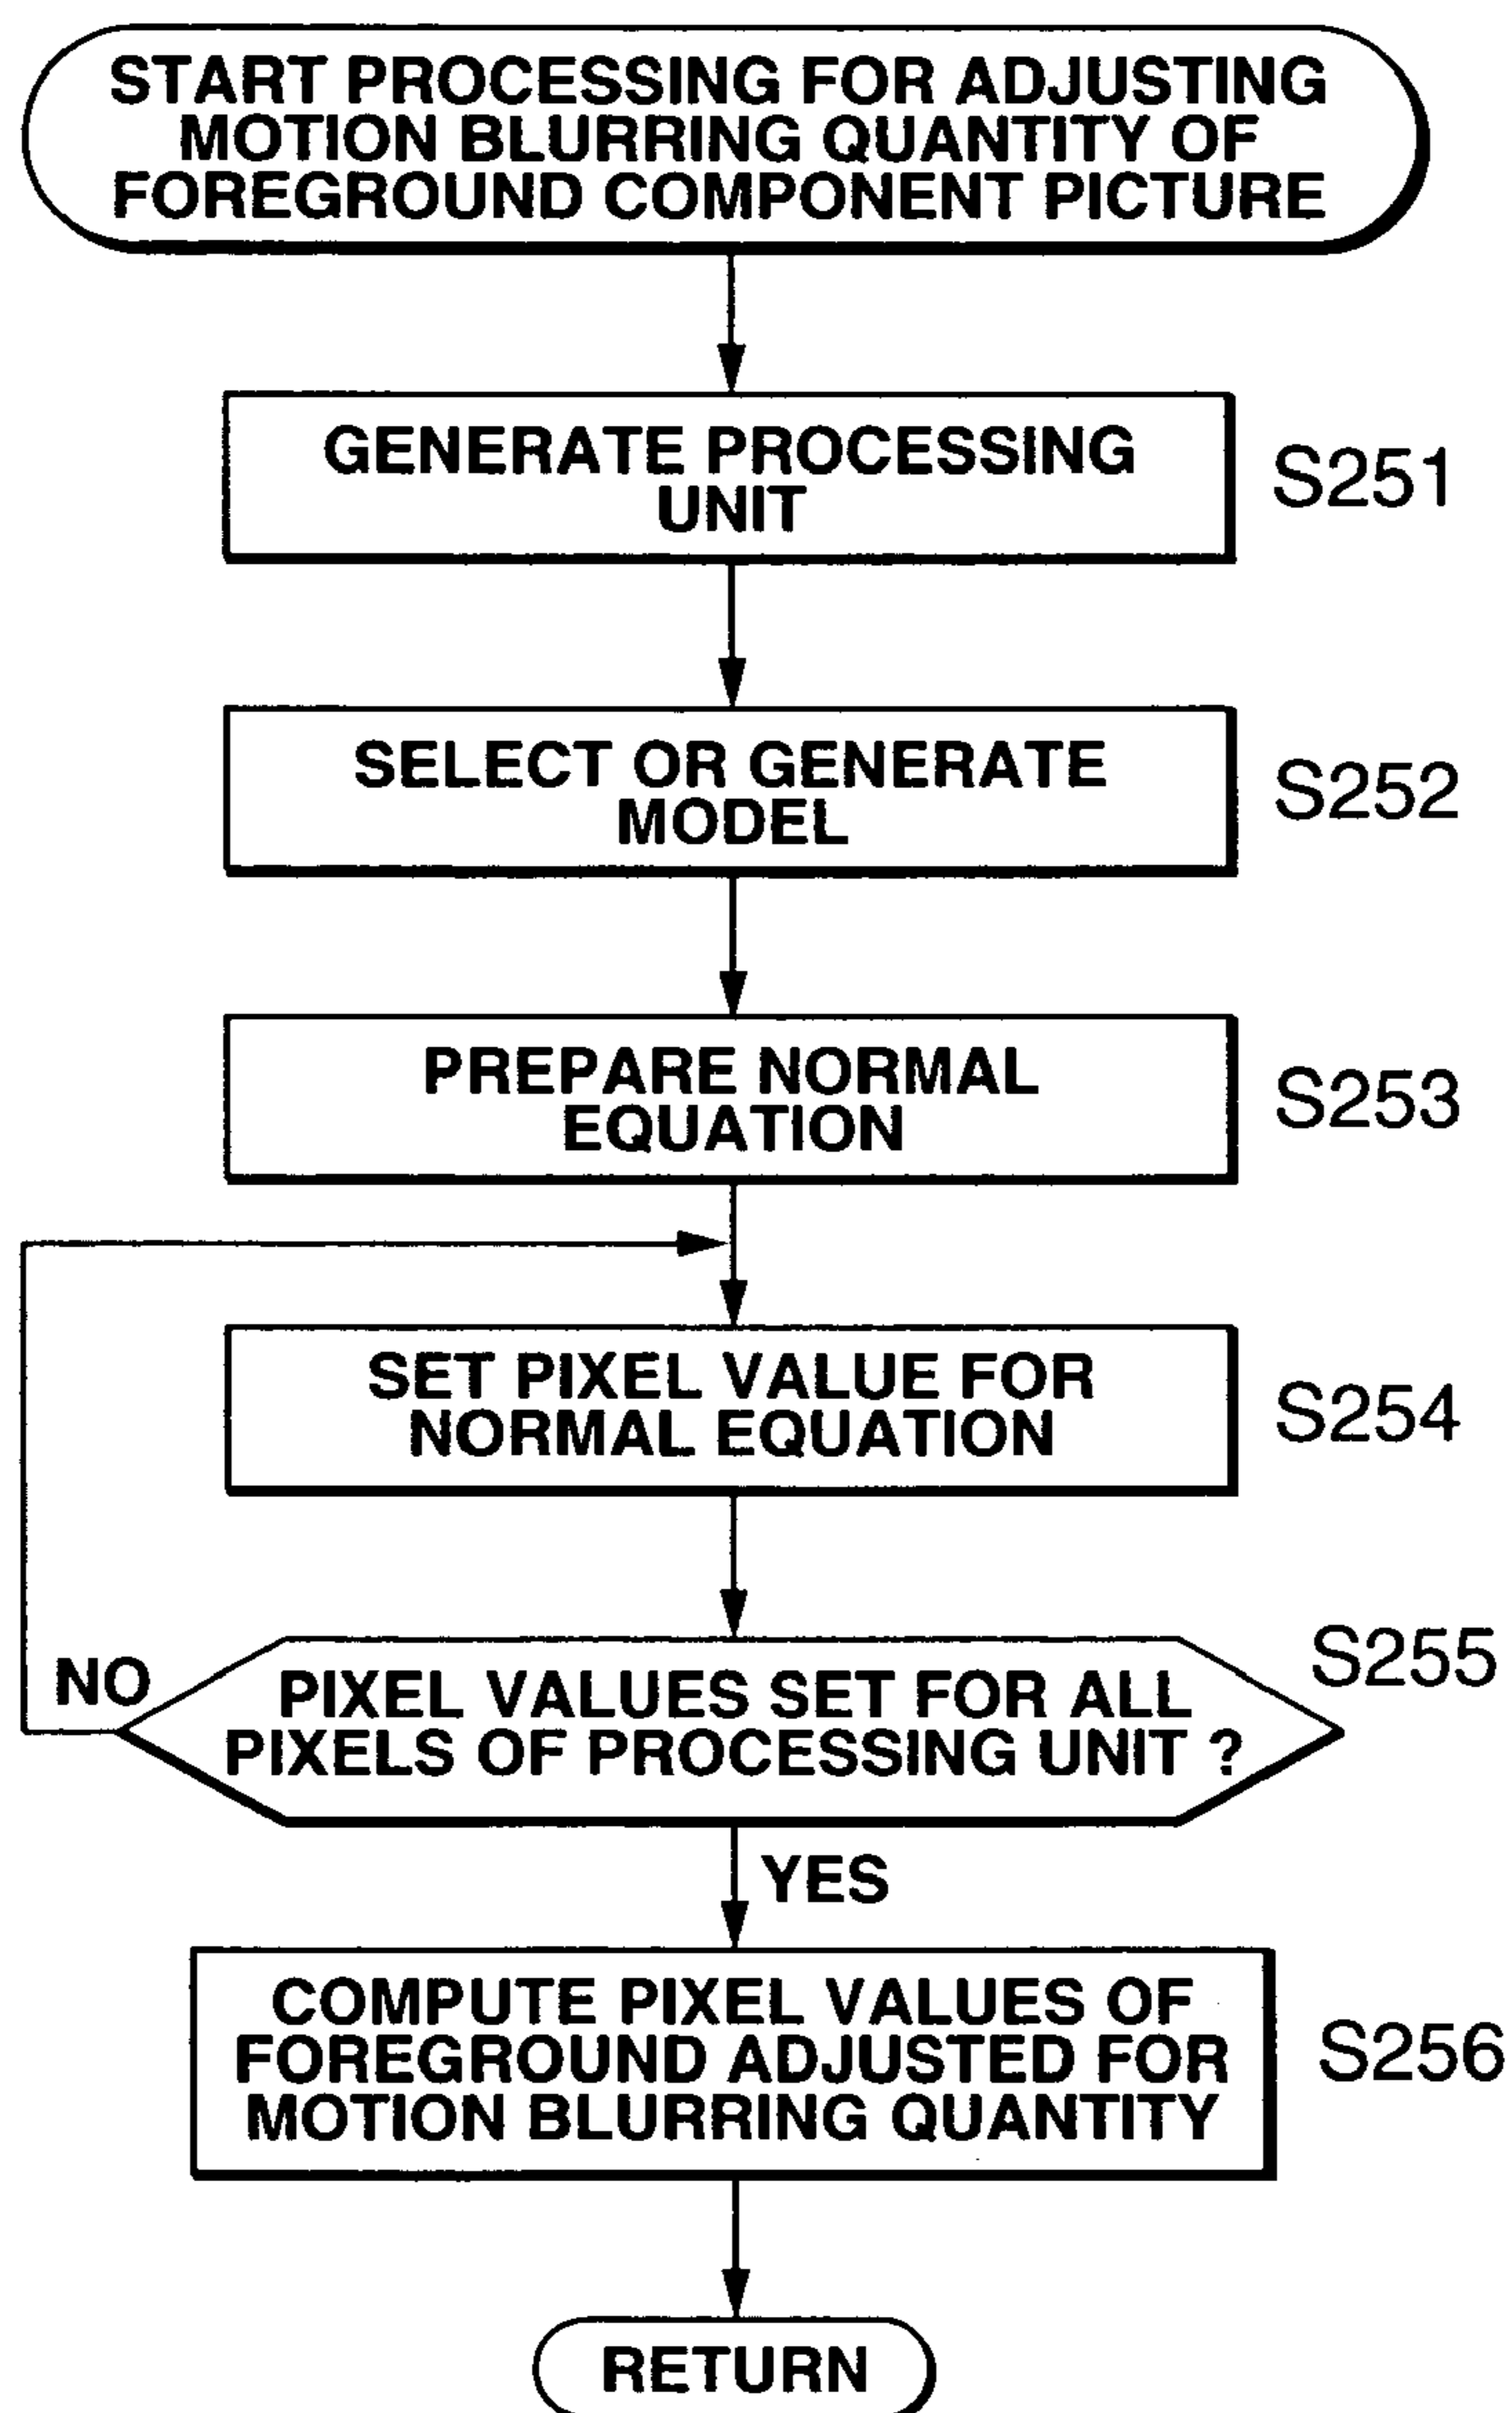 START PROCESSING FOR ADJUSTING
MOTION BLURRING QUANTITY OF
FOREGROUND COMPONENT PICTURE
GENERATE PROCESSING
UNIT
S251
SELECT OR GENERATE
MODEL
S252
PREPARE NORMAL
EQUATION
S253
SET PIXEL VALUE FOR
NORMAL EQUATION
S254
S255
NO
PIXEL VALUES SET FOR ALL
PIXELS OF PROCESSING UNIT ?
YES
COMPUTE PIXEL VALUES OF
FOREGROUND ADJUSTED FOR
MOTION BLURRING QUANTITY
S256
RETURN